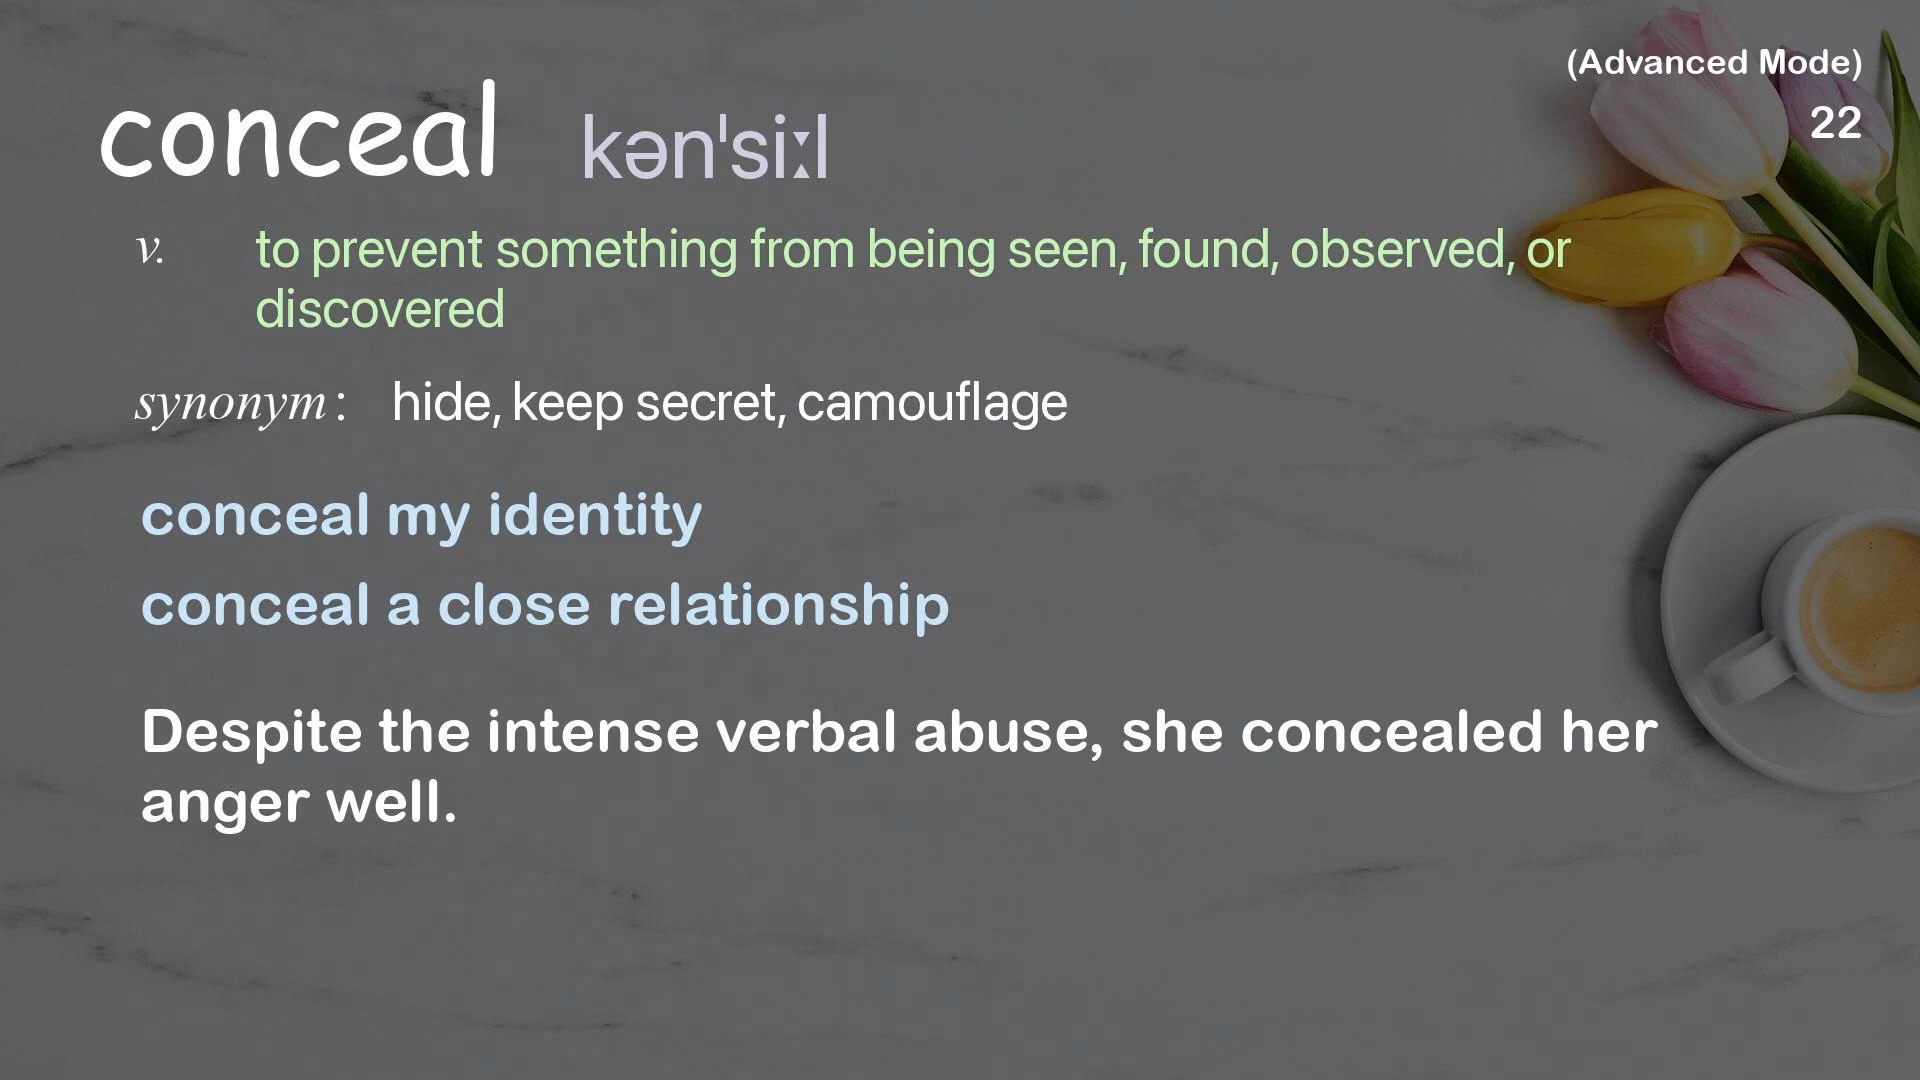 (Advanced Mode)
22
conceal kən'siːl
v. to prevent something from being seen, found, observed, or
discovered
synonym : hide, keep secret, camouflage
conceal my identity
conceal a close relationship
Despite the intense verbal abuse, she concealed her
anger well.